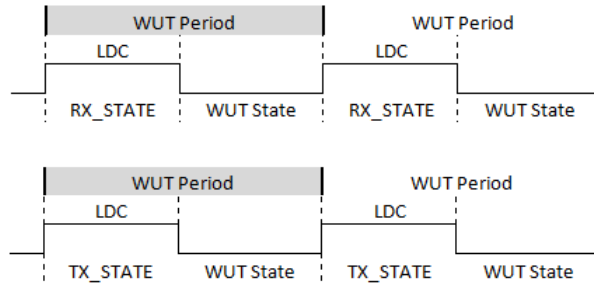 WUT Period WUT Period
LDC LDC
RX_STATE WUT State RX_STATE WUT State
WUT Period WUT Period
LDC LDC
TX_STATE WUT State TX_STATE WUT State